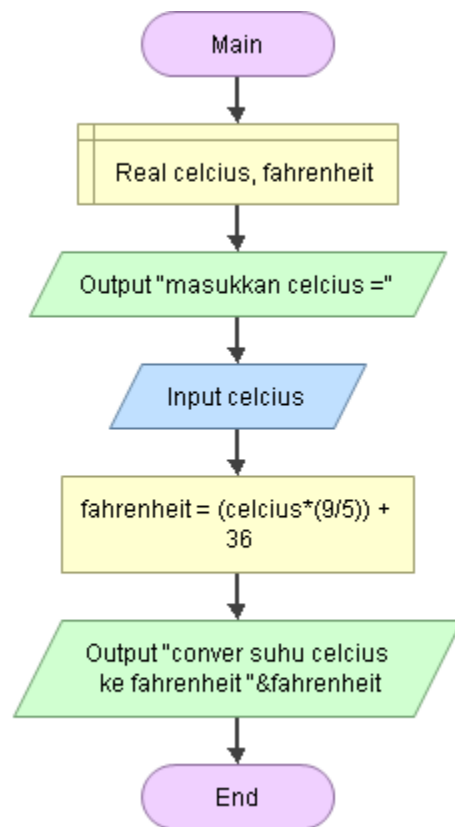 Main
Real celcius, fahrenheit
Output "masukkan celcius ="
Input celcius
fahrenheit = (celcius*(9/5)) +
36
Output "conver suhu celcius
ke fahrenheit "&fahrenheit
End